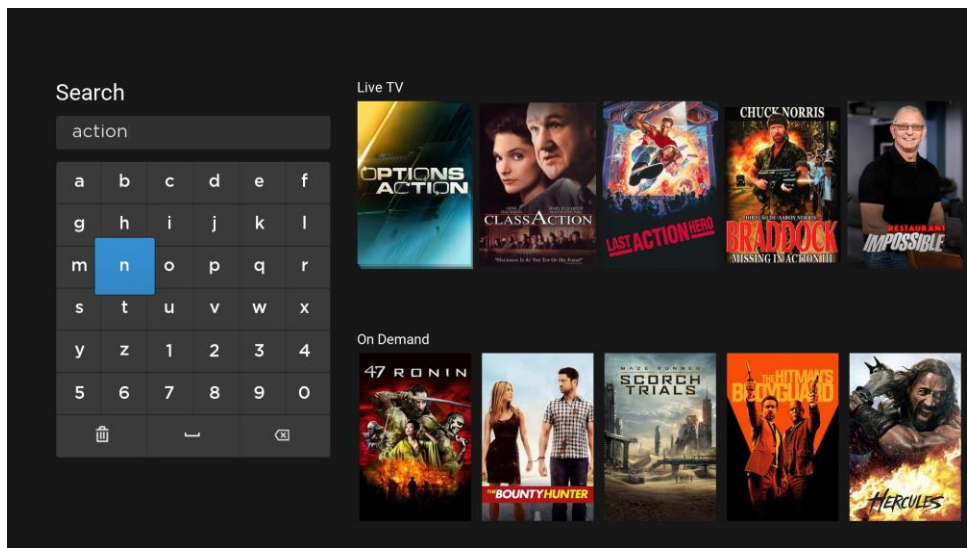 Search
action
a b c d e f
g h i j k l
m n o p q r
s t u v w x
y z 1 2 3 4
5 6 7 8 9 0
Live TV
OPTIONS
ACTION
CLASS ACTION
LAST ACTION HERO
CHUCK NORRIS
BRADDOCK
MISSING IN ACTION III
RESTAURANT
IMPOSSIBLE
On Demand
47 RONIN
THE BOUNTY HUNTER
MAZE RUNNER
SCORCH
TRIALS
THE HITMAN'S
BODYGUARD
HERCULES